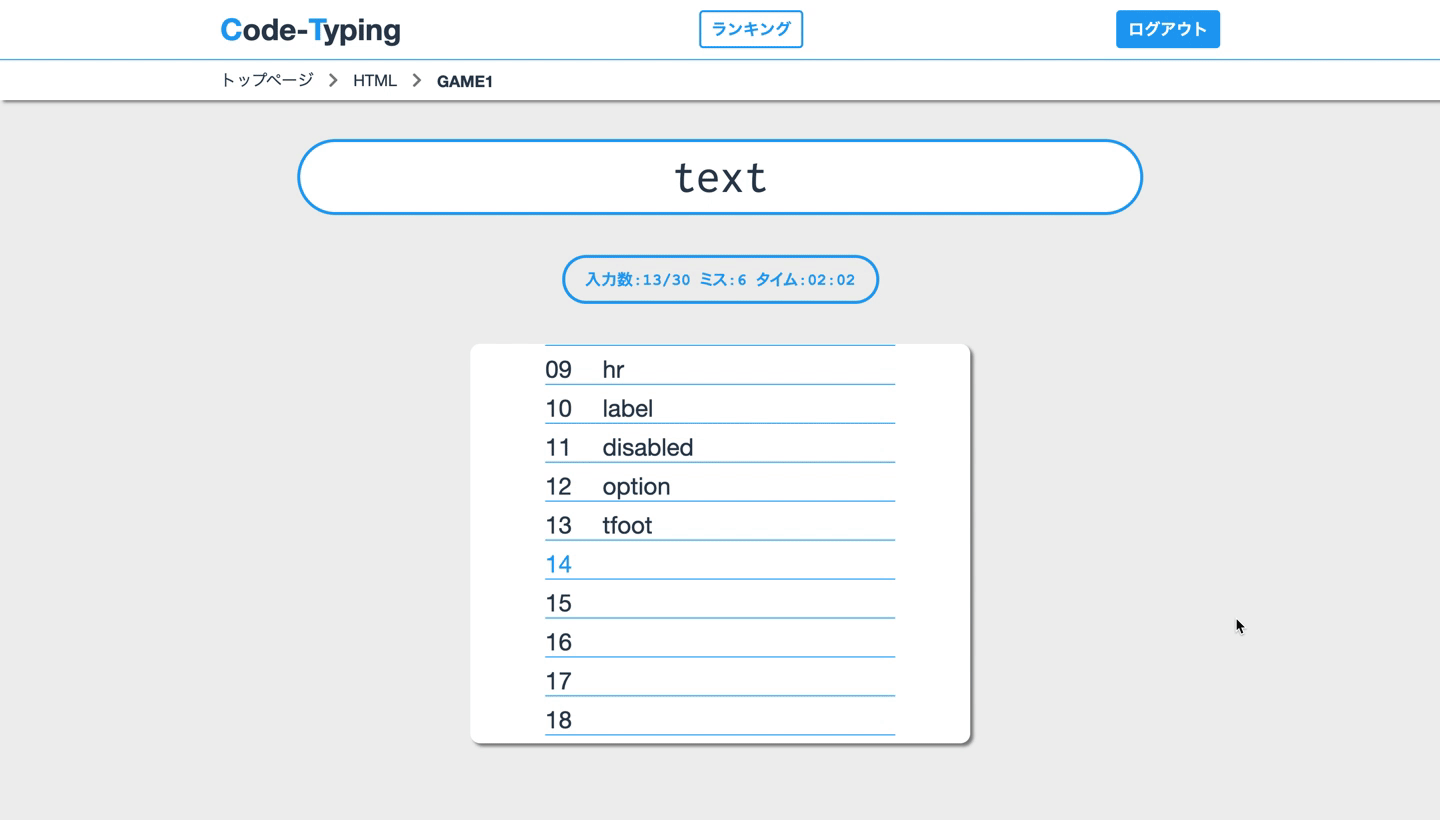 Code-Typing ランキング ログアウト
トップページ HTML GAME1
text
入力数:13/30 ミス:6 タイム:02:02
09 hr
10 label
11 disabled
12 option
13 tfoot
14
15
16
17
18